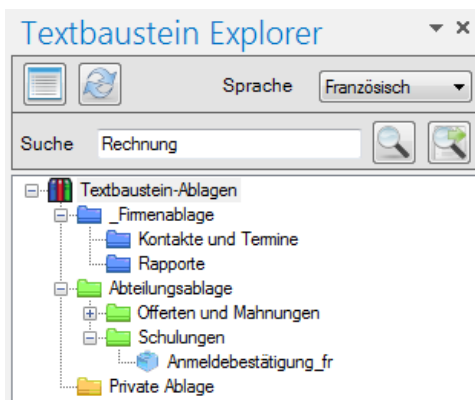 Textbaustein Explorer
Sprache Französisch
Suche Rechnung
Textbaustein-Ablagen
_Firmenablage
Kontakte und Termine
Rapporte
Abteilungsablage
Offerten und Mahnungen
Schulungen
Anmeldebestätigung_fr
Private Ablage